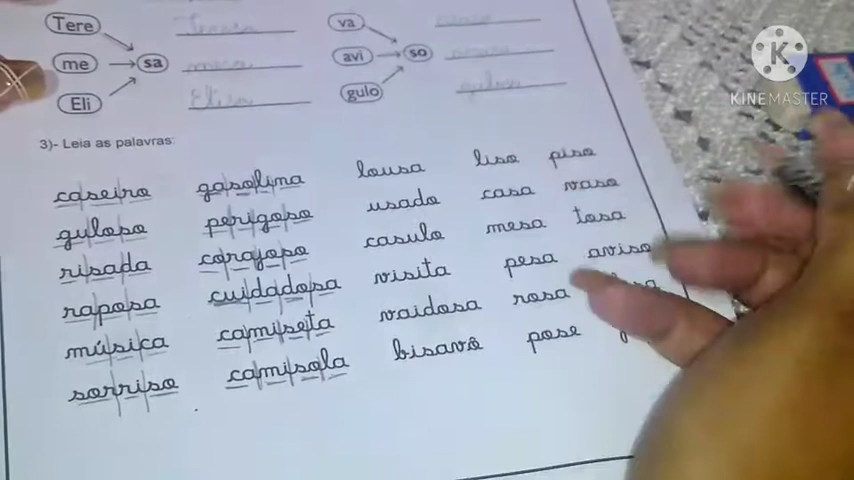 Tere va
me sa avi so
Eli gulo
K
KINEMASTER
3)- Leia as palavras:
caseiro gasolina lousa liso piso
guloso perigoso usado casa vaso
risada corajoso casulo mesa tosa
raposa cuidadosa visita pesa aviso
música camiseta vaidosa rosa
sorriso camisola bisavô pose